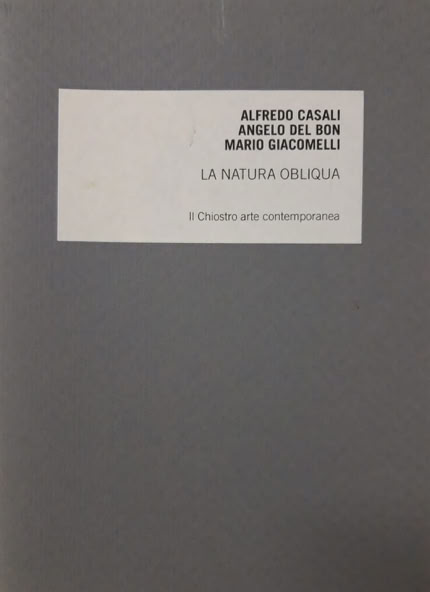 ALFREDO CASALI
ANGELO DEL BON
MARIO GIACOMELLI
LA NATURA OBLIQUA
Il Chiostro arte contemporanea